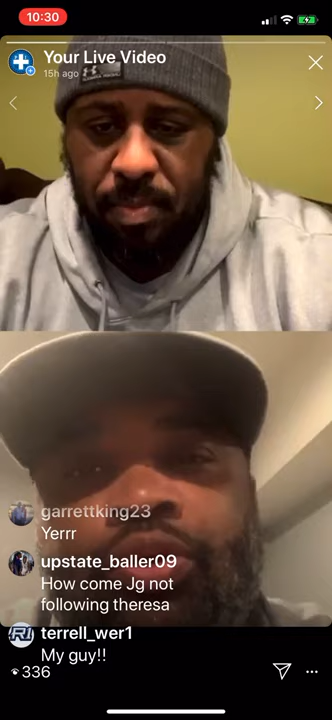 10:30
Your Live Video
15h ago
garrettking23
Yerrr
upstate_baller09
How come Jg not
following theresa
terrell_wer1
My guy!!
336